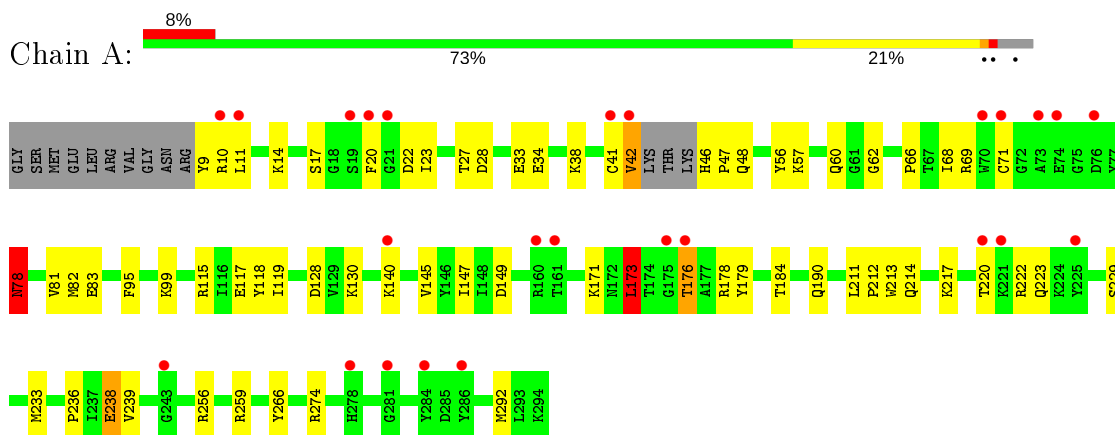 8%
Chain A:
73% 21% •• •
GLY SER MET GLU LEU ARG VAL GLY ASN ARG Y9 R10 L11 K14 S17 G18 S19 F20 G21 D22 I23 T27 D28 E33 E34 K38 C41 V42 LYS THR LYS H46 P47 Q48 Y56 K57 Q60 G61 G62 P66 T67 I68 R69 W70 C71 G72 A73 E74 G75 D76 Y77
N78 V81 M82 E83 F95 K99 R115 I116 E117 Y118 I119 D128 V129 K130 K140 V145 Y146 I147 I148 D149 R160 T161 K171 N172 L173 T174 G175 T176 A177 R178 Y179 T184 Q190 L211 P212 W213 Q214 K217 T220 K221 R222 Q223 K224 Y225 S229
M233 P236 I237 E238 V239 G243 R256 R259 Y266 R274 H278 G281 Y284 D285 Y286 M292 L293 K294